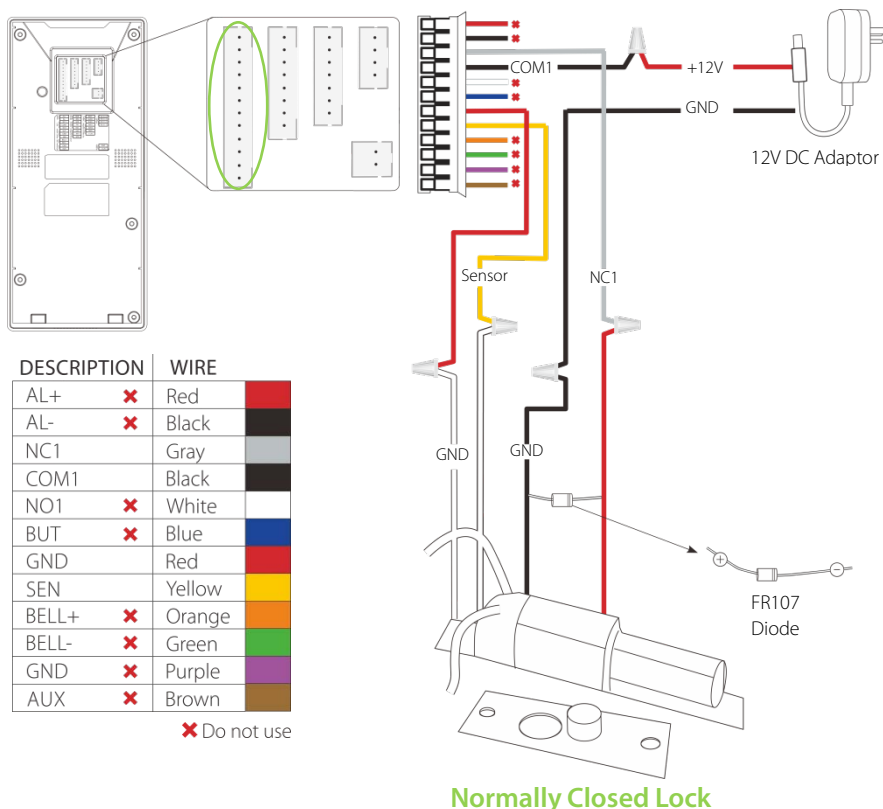 COM1
+12V
GND
12V DC Adaptor
Sensor
NC1
GND
GND
FR107
Diode
DESCRIPTION WIRE
AL+ ✖ Red
AL- ✖ Black
NC1 Gray
COM1 Black
NO1 ✖ White
BUT ✖ Blue
GND Red
SEN Yellow
BELL+ ✖ Orange
BELL- ✖ Green
GND ✖ Purple
AUX ✖ Brown
✖ Do not use
Normally Closed Lock